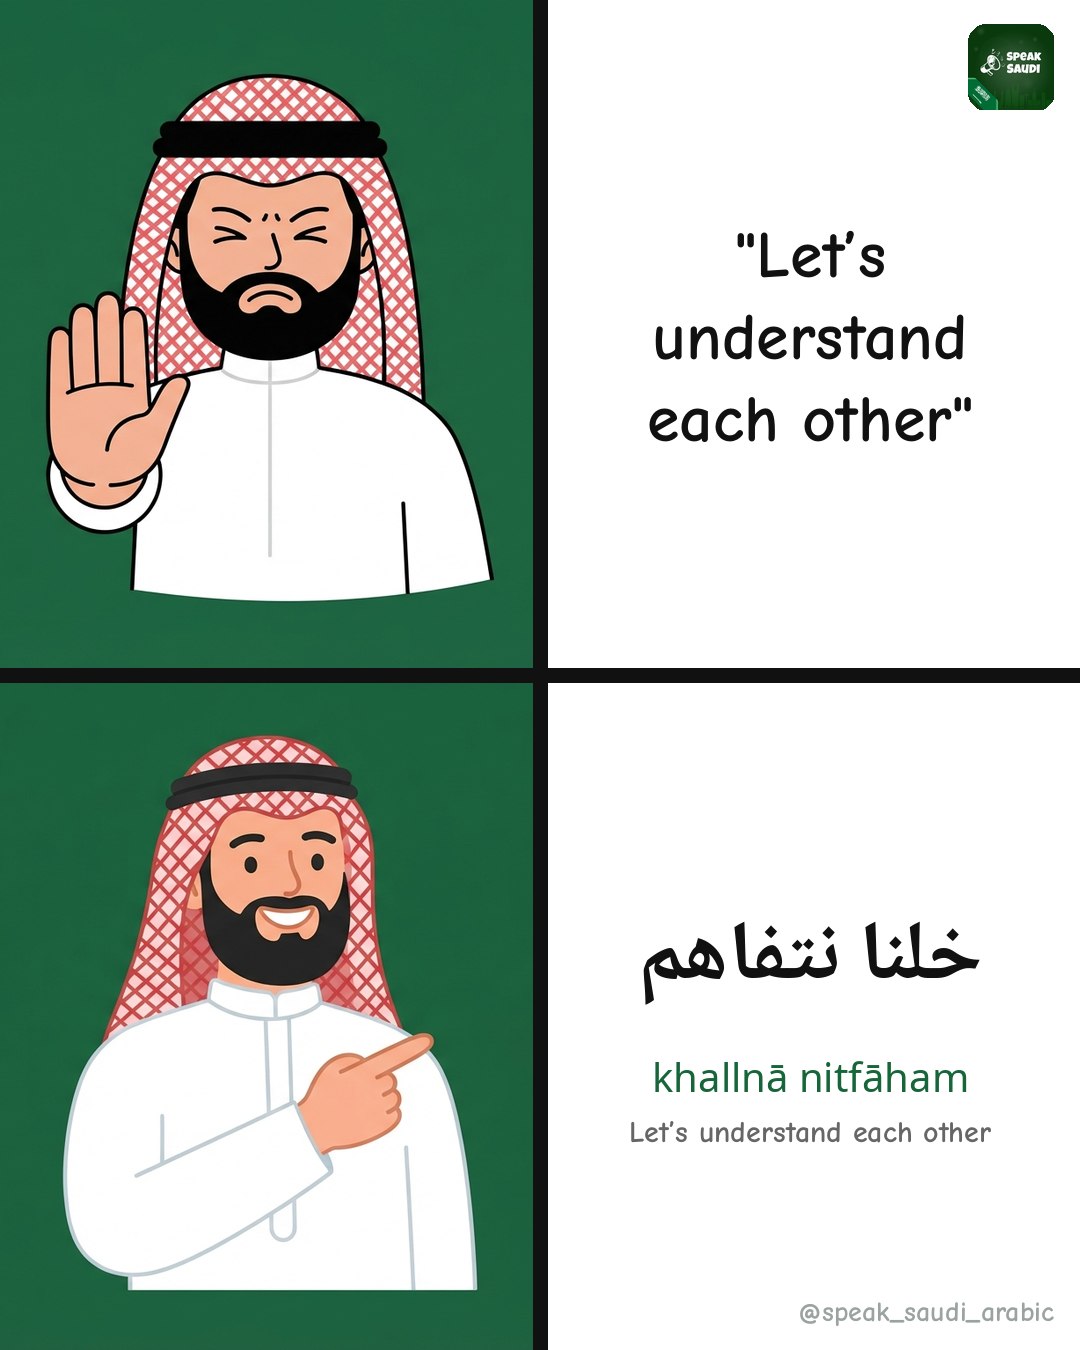 SPEAK
SAUDI
"Let's
understand
each other"
خلنا نتفاهم
khallnā nitfāham
Let's understand each other
@speak_saudi_arabic